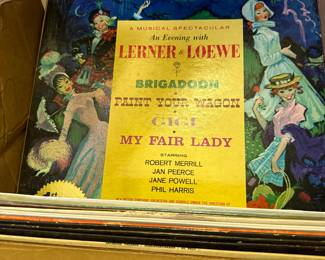 A MUSICAL SPECTACULAR
An Evening with
LERNER & LOEWE
BRIGADOON
PAINT YOUR WAGON
GIGI
MY FAIR LADY
STARRING
ROBERT MERRILL
JAN PEERCE
JANE POWELL
PHIL HARRIS